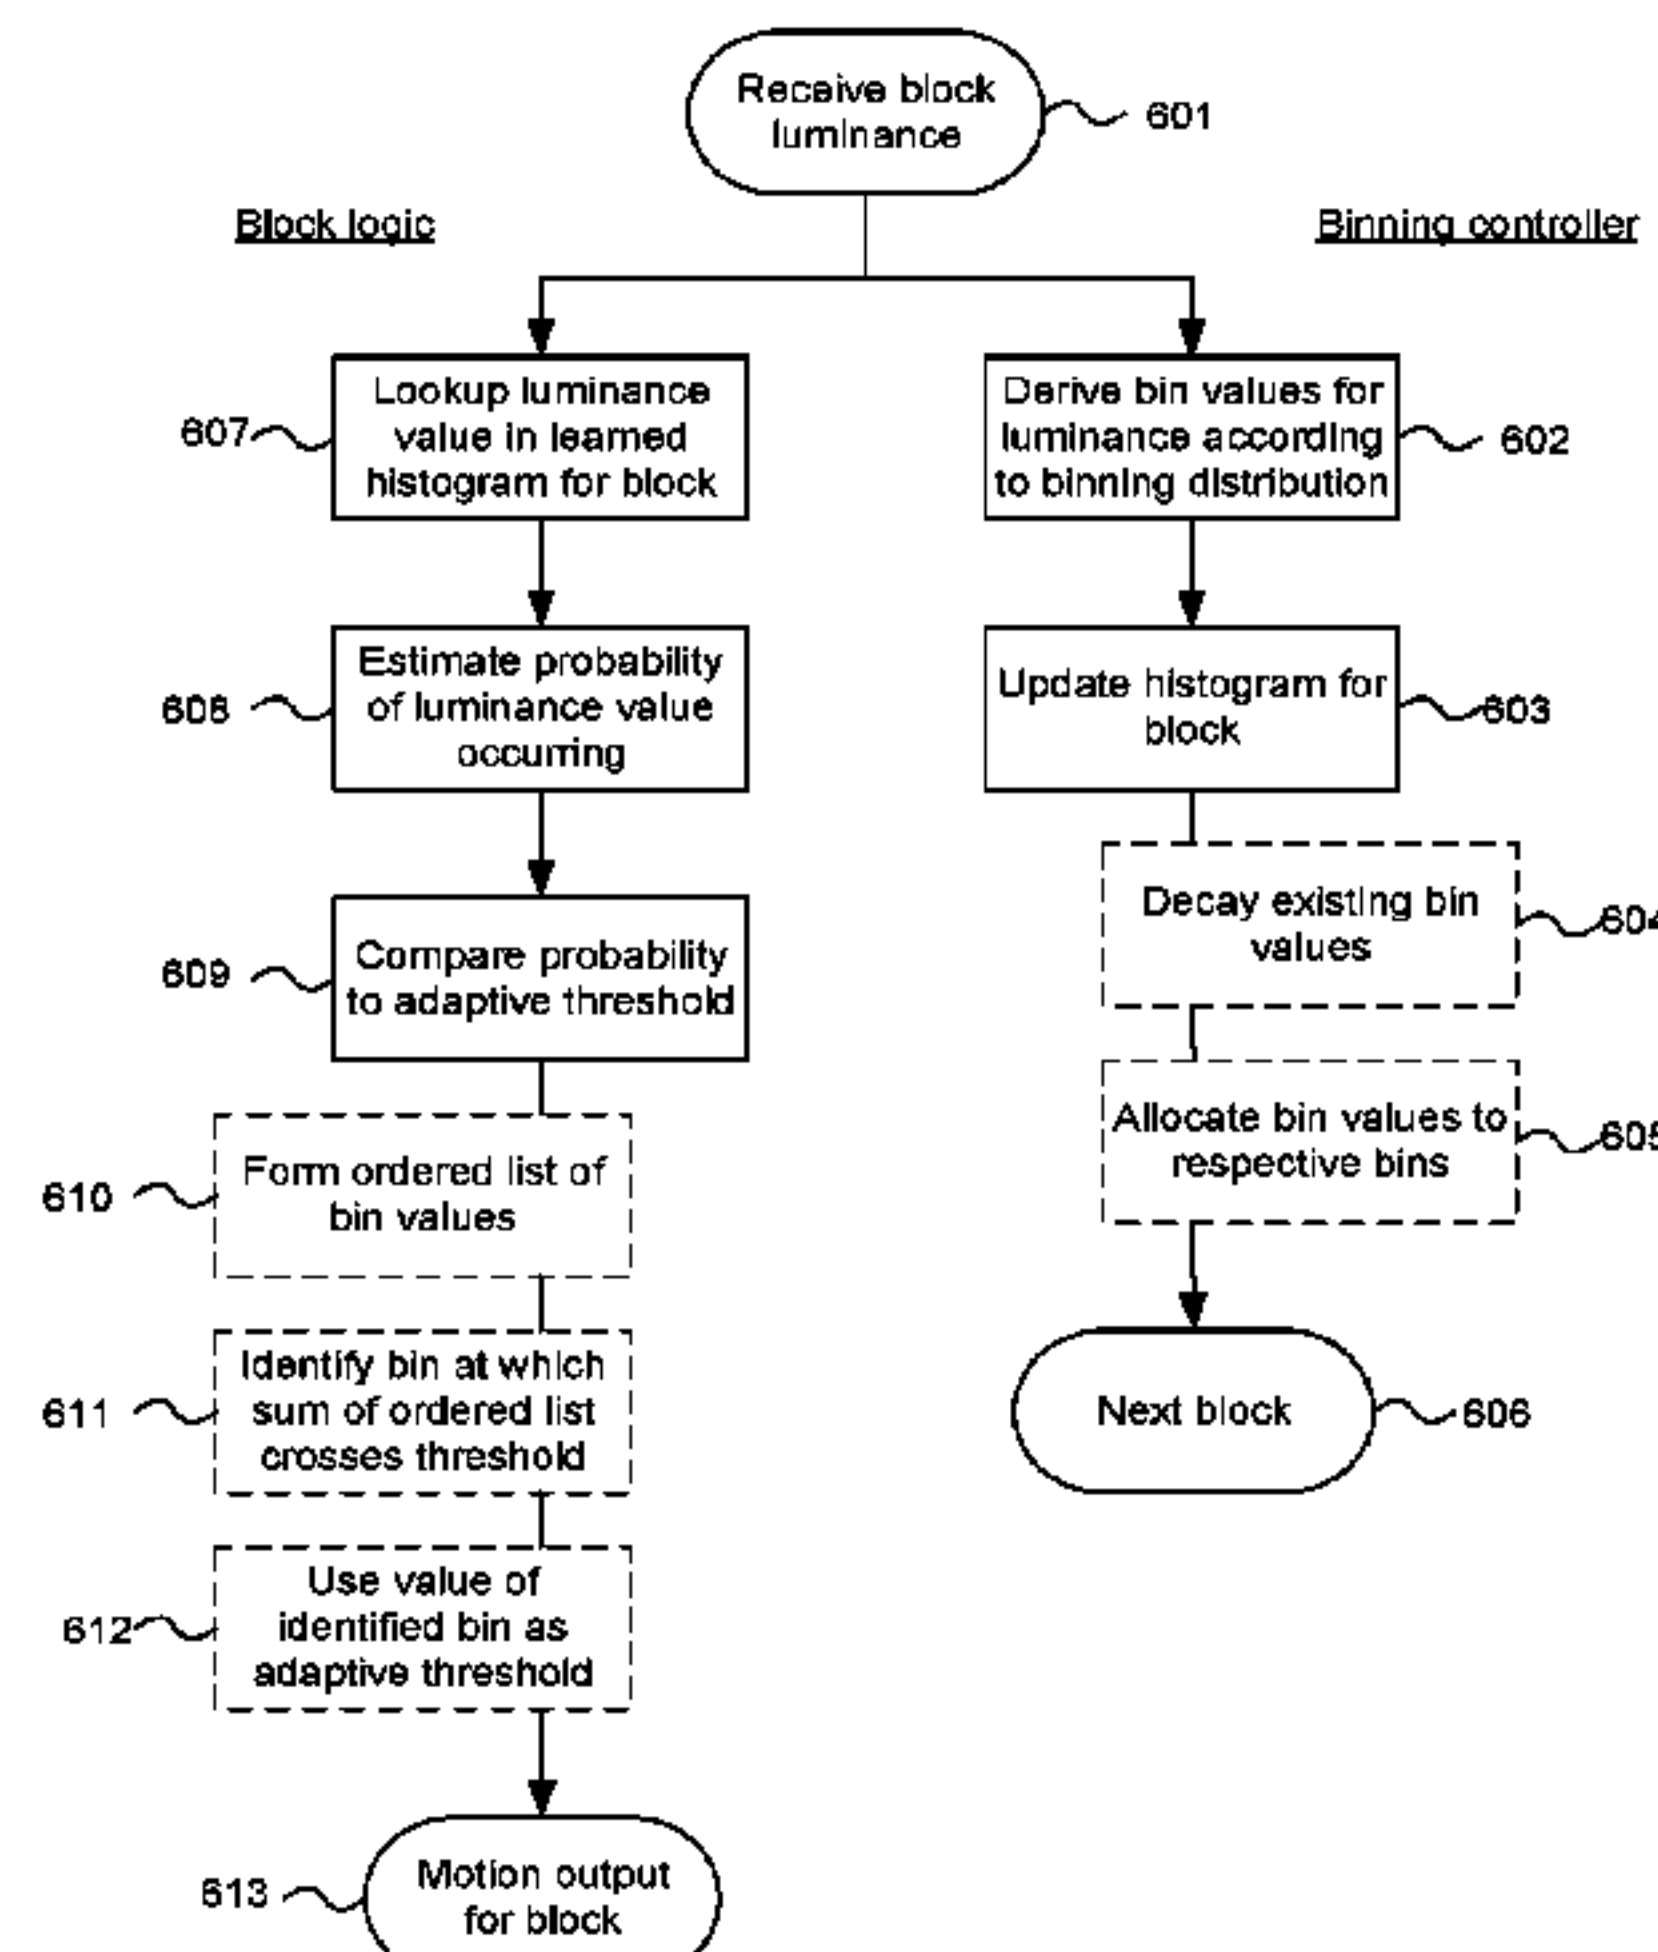 Receive block
luminance
601
Block logic
Binning controller
Lookup luminance
value in learned
histogram for block
607
Derive bin values for
luminance according
to binning distribution
602
Estimate probability
of luminance value
occurring
608
Update histogram for
block
603
Compare probability
to adaptive threshold
609
Decay existing bin
values
604
Form ordered list of
bin values
610
Allocate bin values to
respective bins
605
Identify bin at which
sum of ordered list
crosses threshold
611
Next block
606
Use value of
identified bin as
adaptive threshold
612
Motion output
for block
613